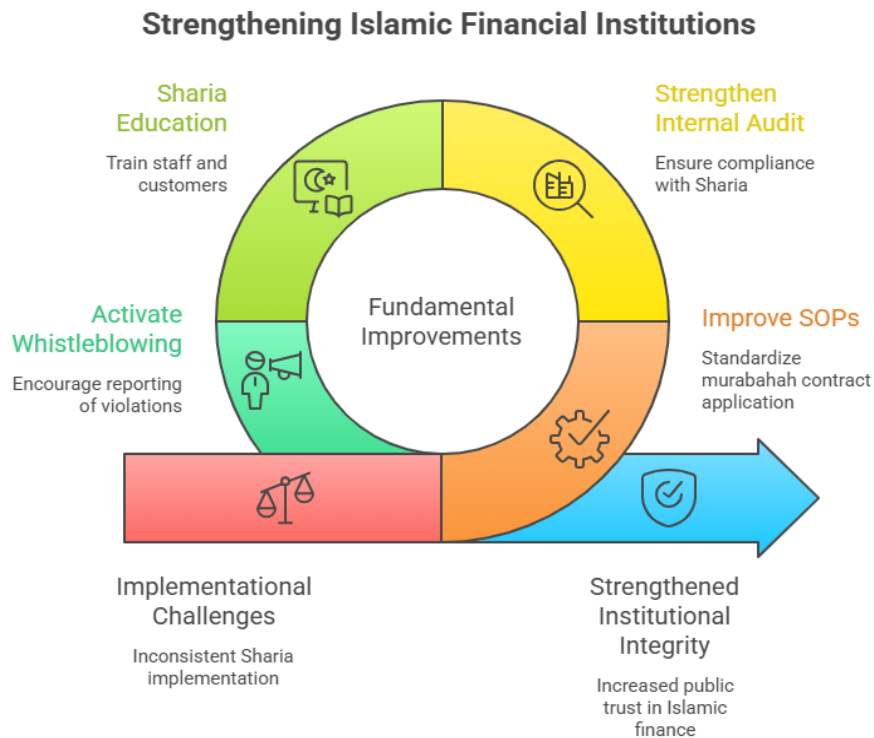 Strengthening Islamic Financial Institutions
Sharia
Education
Train staff and
customers
Strengthen
Internal Audit
Ensure compliance
with Sharia
Activate
Whistleblowing
Encourage reporting
of violations
Fundamental
Improvements
Improve SOPs
Standardize
murabahah contract
application
Implementational
Challenges
Inconsistent Sharia
implementation
Strengthened
Institutional
Integrity
Increased public
trust in Islamic
finance